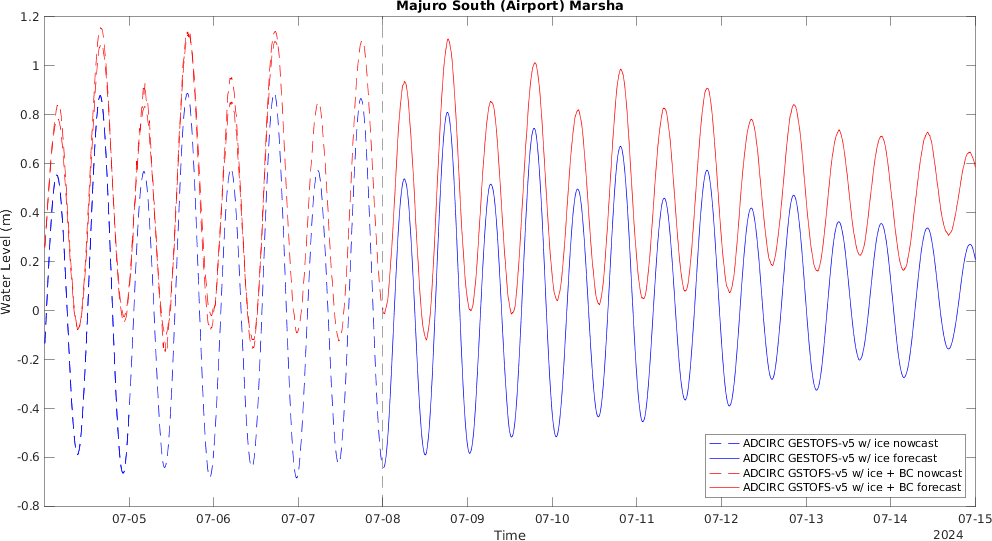 Majuro South (Airport) Marsha
1.2
1
0.8
0.6
0.4
0.2
0
-0.2
-0.4
-0.6
-0.8
Water Level (m)
07-05 07-06 07-07 07-08 07-09 07-10 07-11 07-12 07-13 07-14 07-15
Time
2024
ADCIRC GESTOFS-v5 w/ ice nowcast
ADCIRC GESTOFS-v5 w/ ice forecast
ADCIRC GSTOFS-v5 w/ ice + BC nowcast
ADCIRC GSTOFS-v5 w/ ice + BC forecast